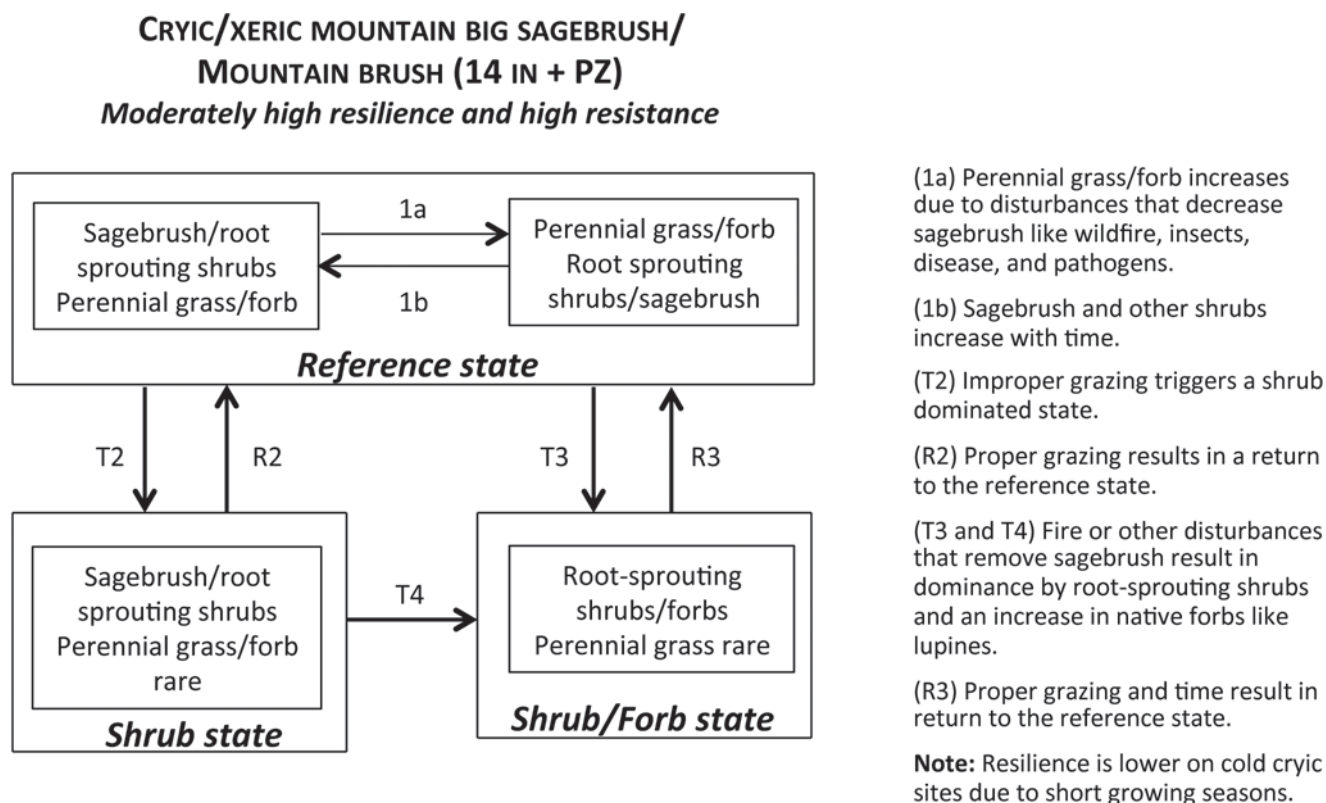 CRYIC/XERIC MOUNTAIN BIG SAGEBRUSH/
MOUNTAIN BRUSH (14 IN + PZ)
Moderately high resilience and high resistance
Sagebrush/root
sprouting shrubs
Perennial grass/forb
1a
1b
Perennial grass/forb
Root sprouting
shrubs/sagebrush
Reference state
T2
R2
T3
R3
Sagebrush/root
sprouting shrubs
Perennial grass/forb
rare
Shrub state
T4
Root-sprouting
shrubs/forbs
Perennial grass rare
Shrub/Forb state
(1a) Perennial grass/forb increases
due to disturbances that decrease
sagebrush like wildfire, insects,
disease, and pathogens.
(1b) Sagebrush and other shrubs
increase with time.
(T2) Improper grazing triggers a shrub
dominated state.
(R2) Proper grazing results in a return
to the reference state.
(T3 and T4) Fire or other disturbances
that remove sagebrush result in
dominance by root-sprouting shrubs
and an increase in native forbs like
lupines.
(R3) Proper grazing and time result in
return to the reference state.
Note: Resilience is lower on cold cryic
sites due to short growing seasons.